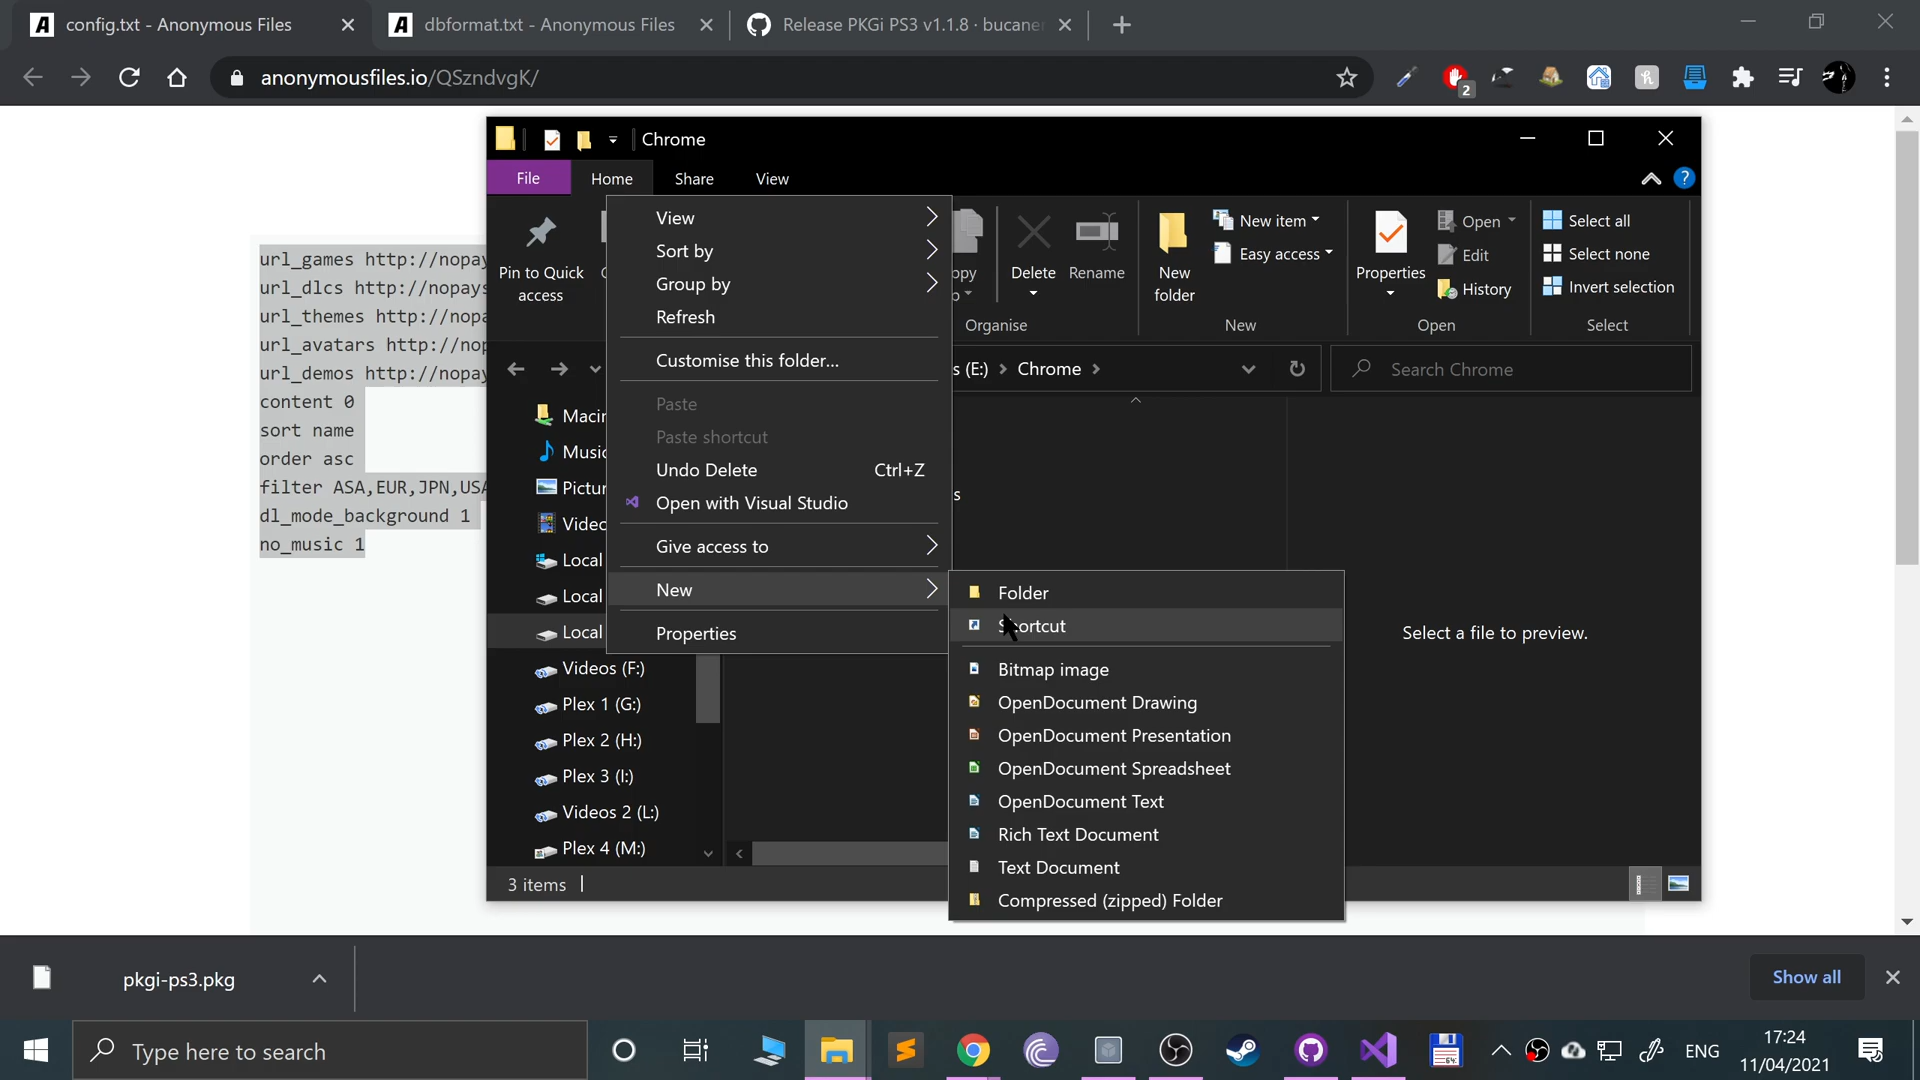 config.txt - Anonymous Files
dbformat.txt - Anonymous Files
Release PKGi PS3 v1.1.8 · bucaner
anonymousfiles.io/QSzndvgK/
2
Chrome
File
Home
Share
View
Pin to Quick
access
Delete
Rename
New
folder
New item
Easy access
Properties
Open
Edit
History
Select all
Select none
Invert selection
Organise
New
Open
Select
(E:)
Chrome
Search Chrome
url_games http://nopay
url_dlcs http://nopays
url_themes http://nopa
url_avatars http://nop
url_demos http://nopay
content 0
sort name
order asc
filter ASA,EUR,JPN,USA
dl_mode_background 1
no_music 1
Macin
Music
Pictur
Video
Local
Local
Local
Videos (F:)
Plex 1 (G:)
Plex 2 (H:)
Plex 3 (I:)
Videos 2 (L:)
Plex 4 (M:)
View
Sort by
Group by
Refresh
Customise this folder...
Paste
Paste shortcut
Undo Delete Ctrl+Z
Open with Visual Studio
Give access to
New
Properties
Folder
Shortcut
Bitmap image
OpenDocument Drawing
OpenDocument Presentation
OpenDocument Spreadsheet
OpenDocument Text
Rich Text Document
Text Document
Compressed (zipped) Folder
Select a file to preview.
3 items
pkgi-ps3.pkg
Show all
Type here to search
ENG
17:24
11/04/2021